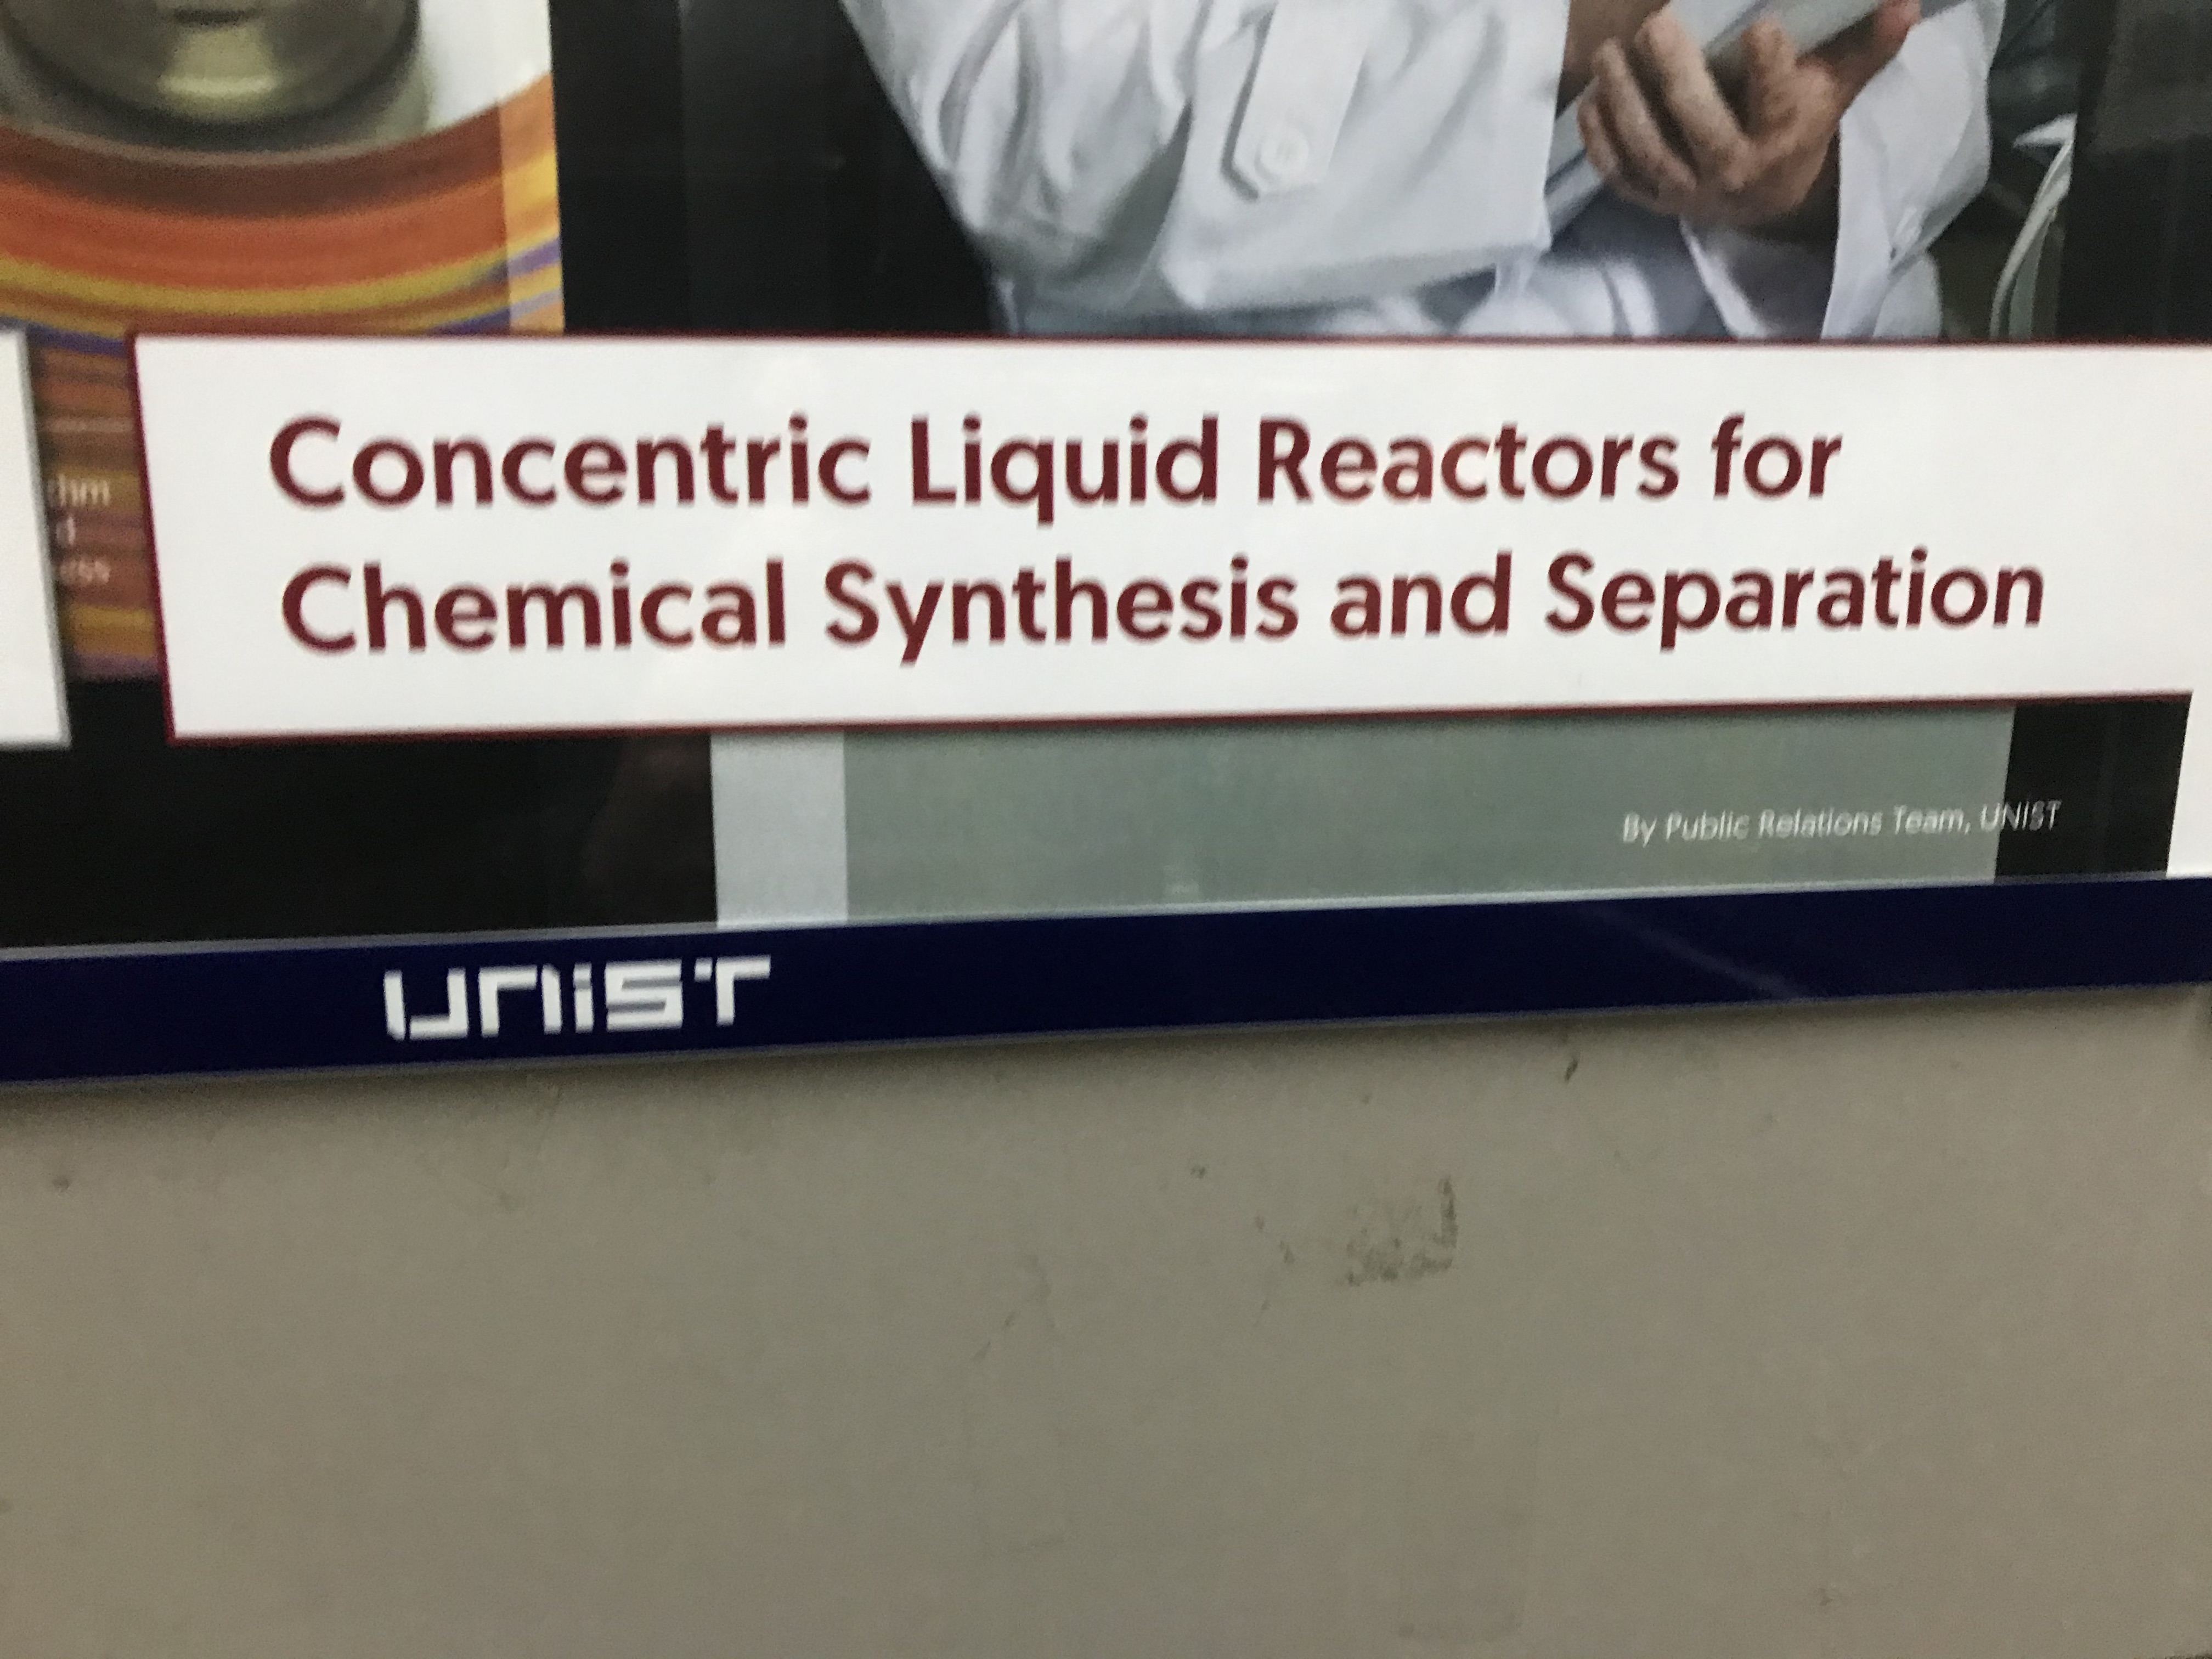 Concentric Liquid Reactors for
Chemical Synthesis and Separation
By Public Relations Team, UNIST
UNIST